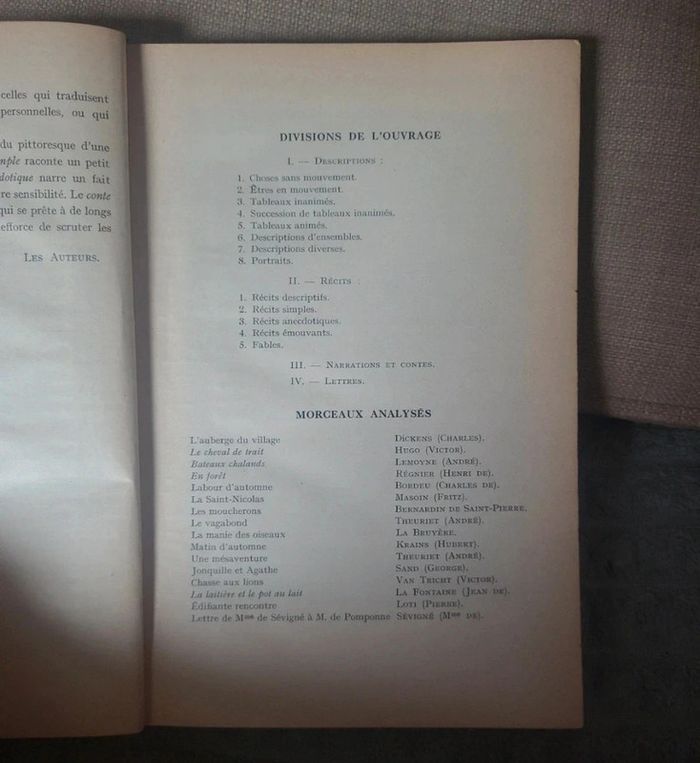 celles qui traduisent
personnelles, ou qui
du pittoresque d'une
mple raconte un petit
dotique narre un fait
re sensibilité. Le conte
qui se prête à de longs
efforce de scruter les
LES AUTEURS.
DIVISIONS DE L'OUVRAGE
I. — DESCRIPTIONS :
1. Choses sans mouvement.
2. Êtres en mouvement.
3. Tableaux inanimés.
4. Succession de tableaux inanimés.
5. Tableaux animés.
6. Descriptions d'ensembles.
7. Descriptions diverses.
8. Portraits.
II. — RÉCITS :
1. Récits descriptifs.
2. Récits simples.
3. Récits anecdotiques.
4. Récits émouvants.
5. Fables.
III. — NARRATIONS ET CONTES.
IV. — LETTRES.
MORCEAUX ANALYSÉS
L'auberge du village DICKENS (CHARLES).
Le cheval de trait HUGO (VICTOR).
Bateaux chalands LEMOYNE (ANDRÉ).
En forêt RÉGNIER (HENRI DE).
Labour d'automne BORDEU (CHARLES DE).
La Saint-Nicolas MASOIN (FRITZ).
Les moucherons BERNARDIN DE SAINT-PIERRE.
Le vagabond THEURIET (ANDRÉ).
La manie des oiseaux LA BRUYÈRE.
Matin d'automne KRAINS (HUBERT).
Une mésaventure THEURIET (ANDRÉ).
Jonquille et Agathe SAND (GEORGE).
Chasse aux lions VAN TRICHT (VICTOR).
La laitière et le pot au lait LA FONTAINE (JEAN DE).
Édifiante rencontre LOTI (PIERRE).
Lettre de Mme de Sévigné à M. de Pomponne SÉVIGNÉ (Mme DE).